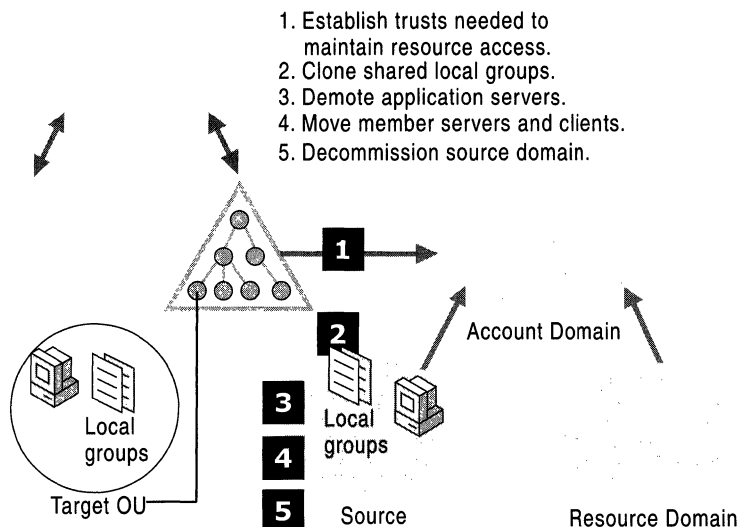 1. Establish trusts needed to
maintain resource access.
2. Clone shared local groups.
3. Demote application servers.
4. Move member servers and clients.
5. Decommission source domain.
1
2
Account Domain
3
Local
groups
Local
groups
4
Target OU
5
Source
Resource Domain